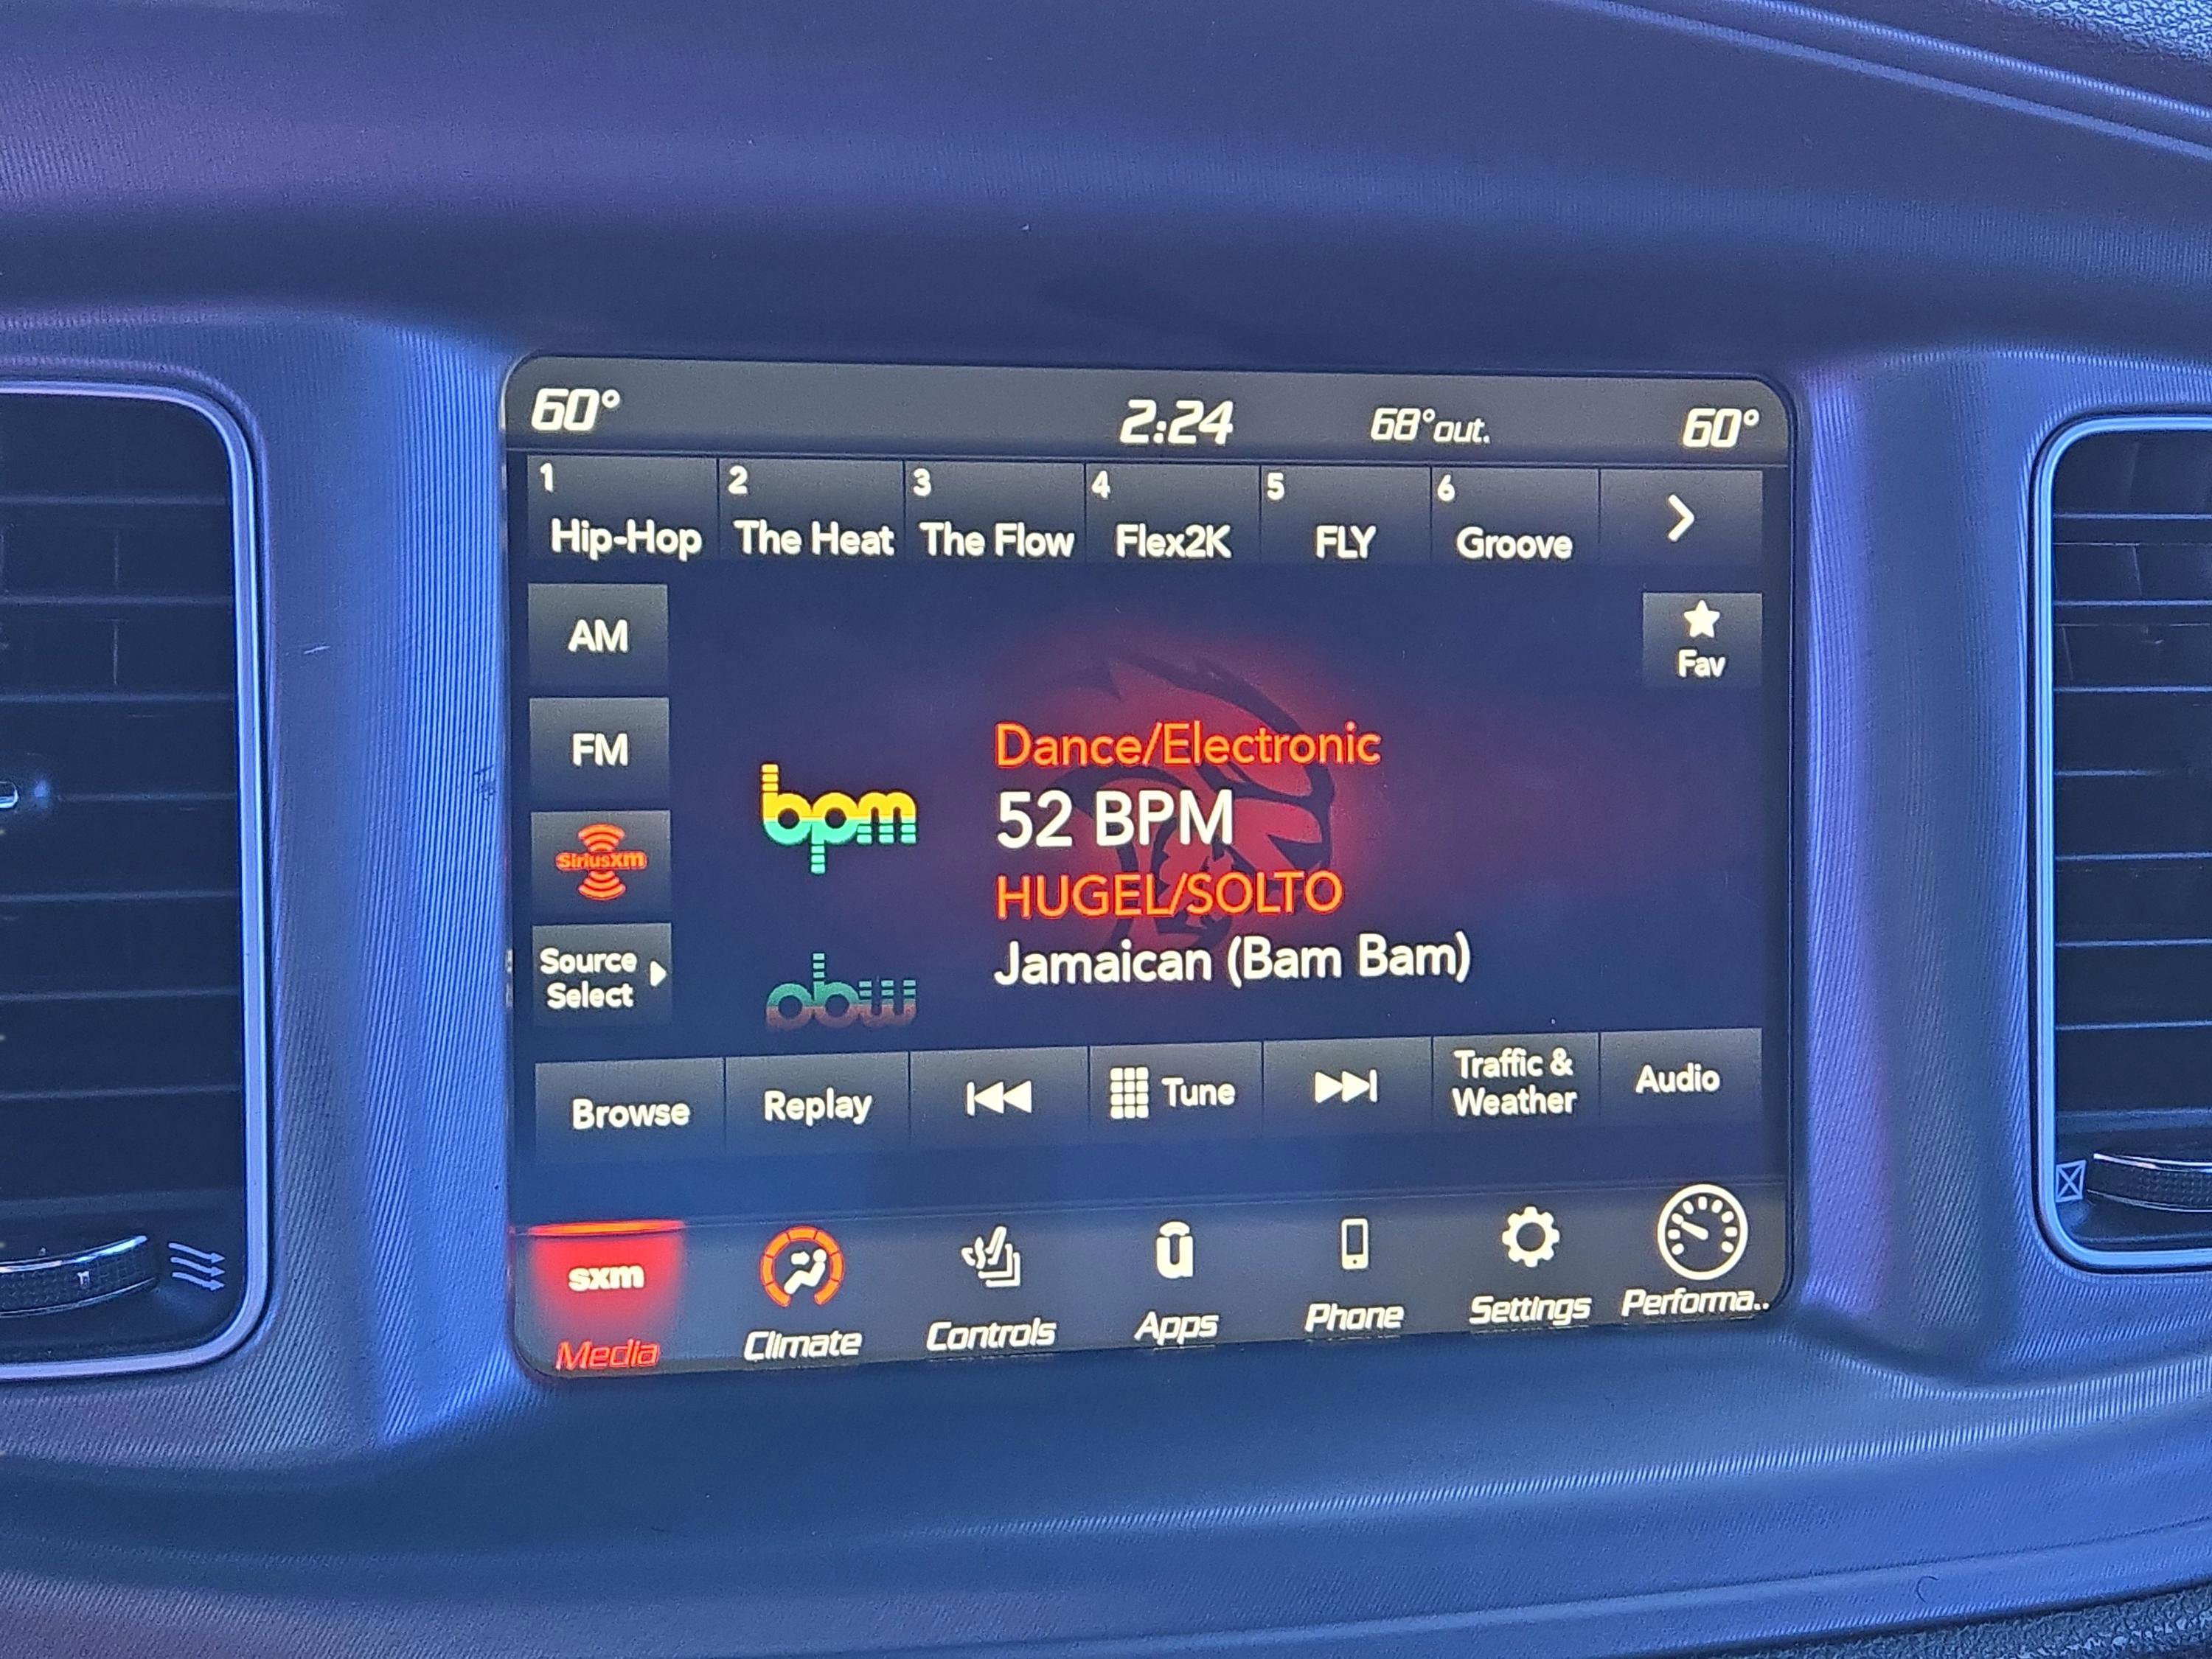 60° 2:24 68°out. 60°
1 2 3 4 5 6
Hip-Hop The Heat The Flow Flex2K FLY Groove
AM
Fav
FM
Dance/Electronic
bpm
52 BPM
SiriusXM
HUGEL/SOLTO
Jamaican (Bam Bam)
Source
Select
Browse Replay Tune Traffic &
Weather
Audio
sxm
Media Climate Controls Apps Phone Settings Performa..